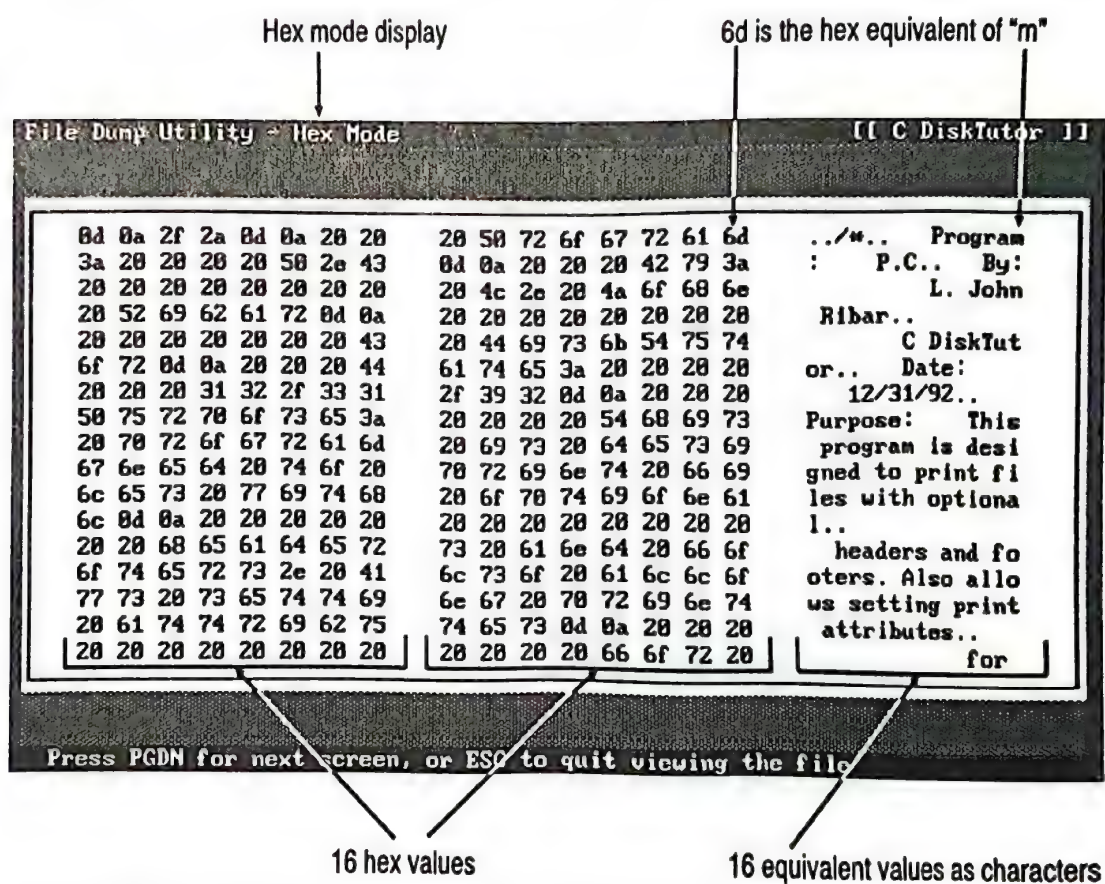 Hex mode display 6d is the hex equivalent of "m"
File Dump Utility - Hex Mode [[ C DiskTutor ]]
0d 0a 2f 2a 0d 0a 20 20 20 50 72 6f 67 72 61 6d ../*.. Program
3a 20 20 20 20 50 2e 43 0d 0a 20 20 20 42 79 3a : P.C.. By:
20 20 20 20 20 20 20 20 20 4c 2e 20 4a 6f 68 6e L. John
20 52 69 62 61 72 0d 0a 20 20 20 20 20 20 20 20 Ribar..
20 20 20 20 20 20 20 43 20 44 69 73 6b 54 75 74 C DiskTut
6f 72 0d 0a 20 20 20 44 61 74 65 3a 20 20 20 20 or.. Date:
20 20 20 31 32 2f 33 31 2f 39 32 0d 0a 20 20 20 12/31/92..
50 75 72 70 6f 73 65 3a 20 20 20 20 54 68 69 73 Purpose: This
20 70 72 6f 67 72 61 6d 20 69 73 20 64 65 73 69 program is desi
67 6e 65 64 20 74 6f 20 70 72 69 6e 74 20 66 69 gned to print fi
6c 65 73 20 77 69 74 68 20 6f 70 74 69 6f 6e 61 les with optiona
6c 0d 0a 20 20 20 20 20 20 20 20 20 20 20 20 20 l..
20 20 68 65 61 64 65 72 73 20 61 6e 64 20 66 6f headers and fo
6f 74 65 72 73 2e 20 41 6c 73 6f 20 61 6c 6c 6f oters. Also allo
77 73 20 73 65 74 74 69 6e 67 20 70 72 69 6e 74 ws setting print
20 61 74 74 72 69 62 75 74 65 73 0d 0a 20 20 20 attributes..
20 20 20 20 20 20 20 20 20 20 20 20 66 6f 72 20 for
Press PGDN for next screen, or ESC to quit viewing the file
16 hex values 16 equivalent values as characters